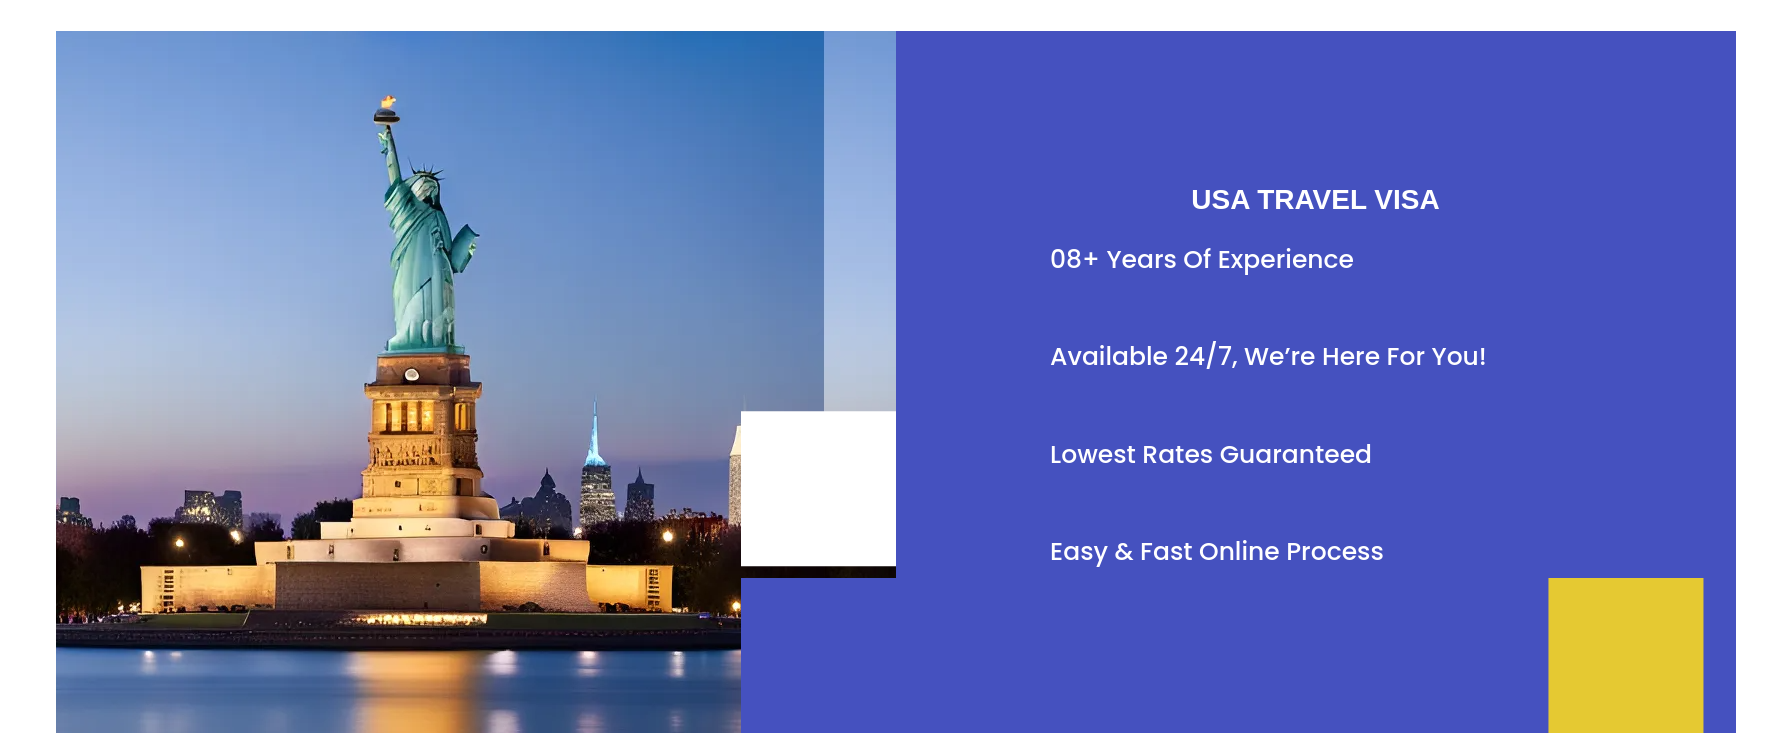 USA TRAVEL VISA
08+ Years Of Experience
Available 24/7, We’re Here For You!
Lowest Rates Guaranteed
Easy & Fast Online Process